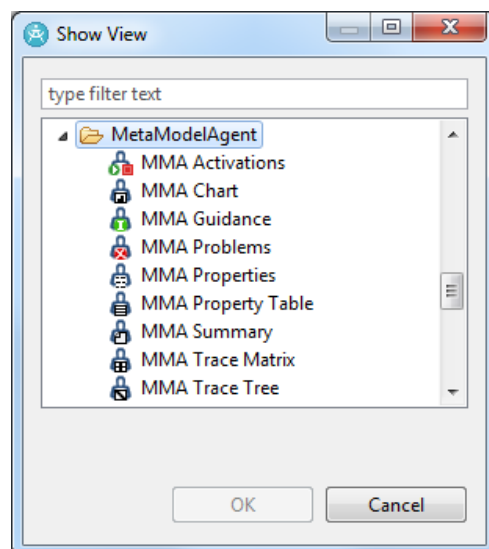 Show View
type filter text
MetaModelAgent
MMA Activations
MMA Chart
MMA Guidance
MMA Problems
MMA Properties
MMA Property Table
MMA Summary
MMA Trace Matrix
MMA Trace Tree
OK Cancel